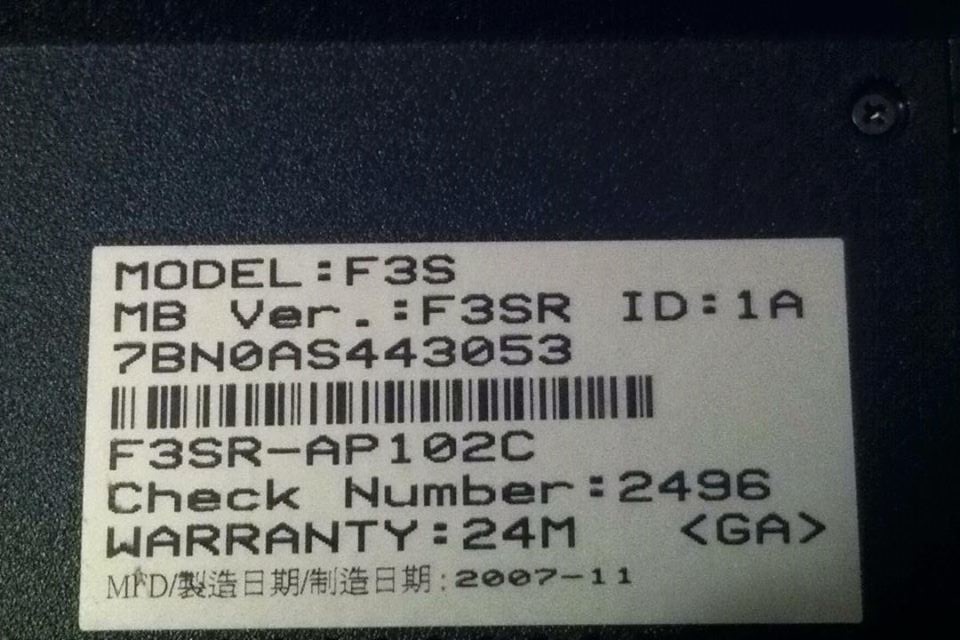 MODEL:F3S
MB Ver.:F3SR ID:1A
7BN0AS443053
F3SR-AP102C
Check Number:2496
WARRANTY:24M <GA>
MFD/製造日期/制造日期:2007-11